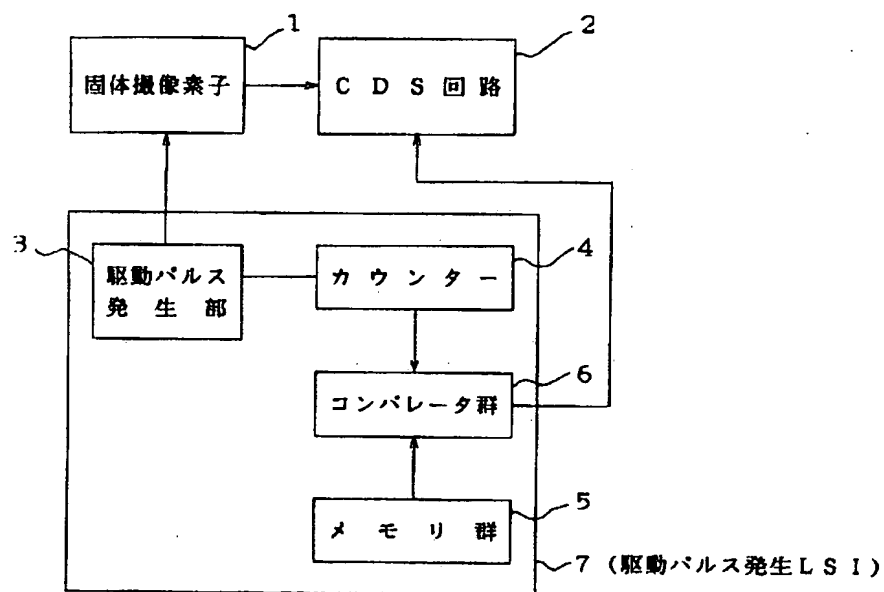 1
2
固体撮像素子
CDS回路
3
駆動パルス
発生部
4
カウンター
6
コンパレータ群
5
メモリ群
7(駆動パルス発生LSI)